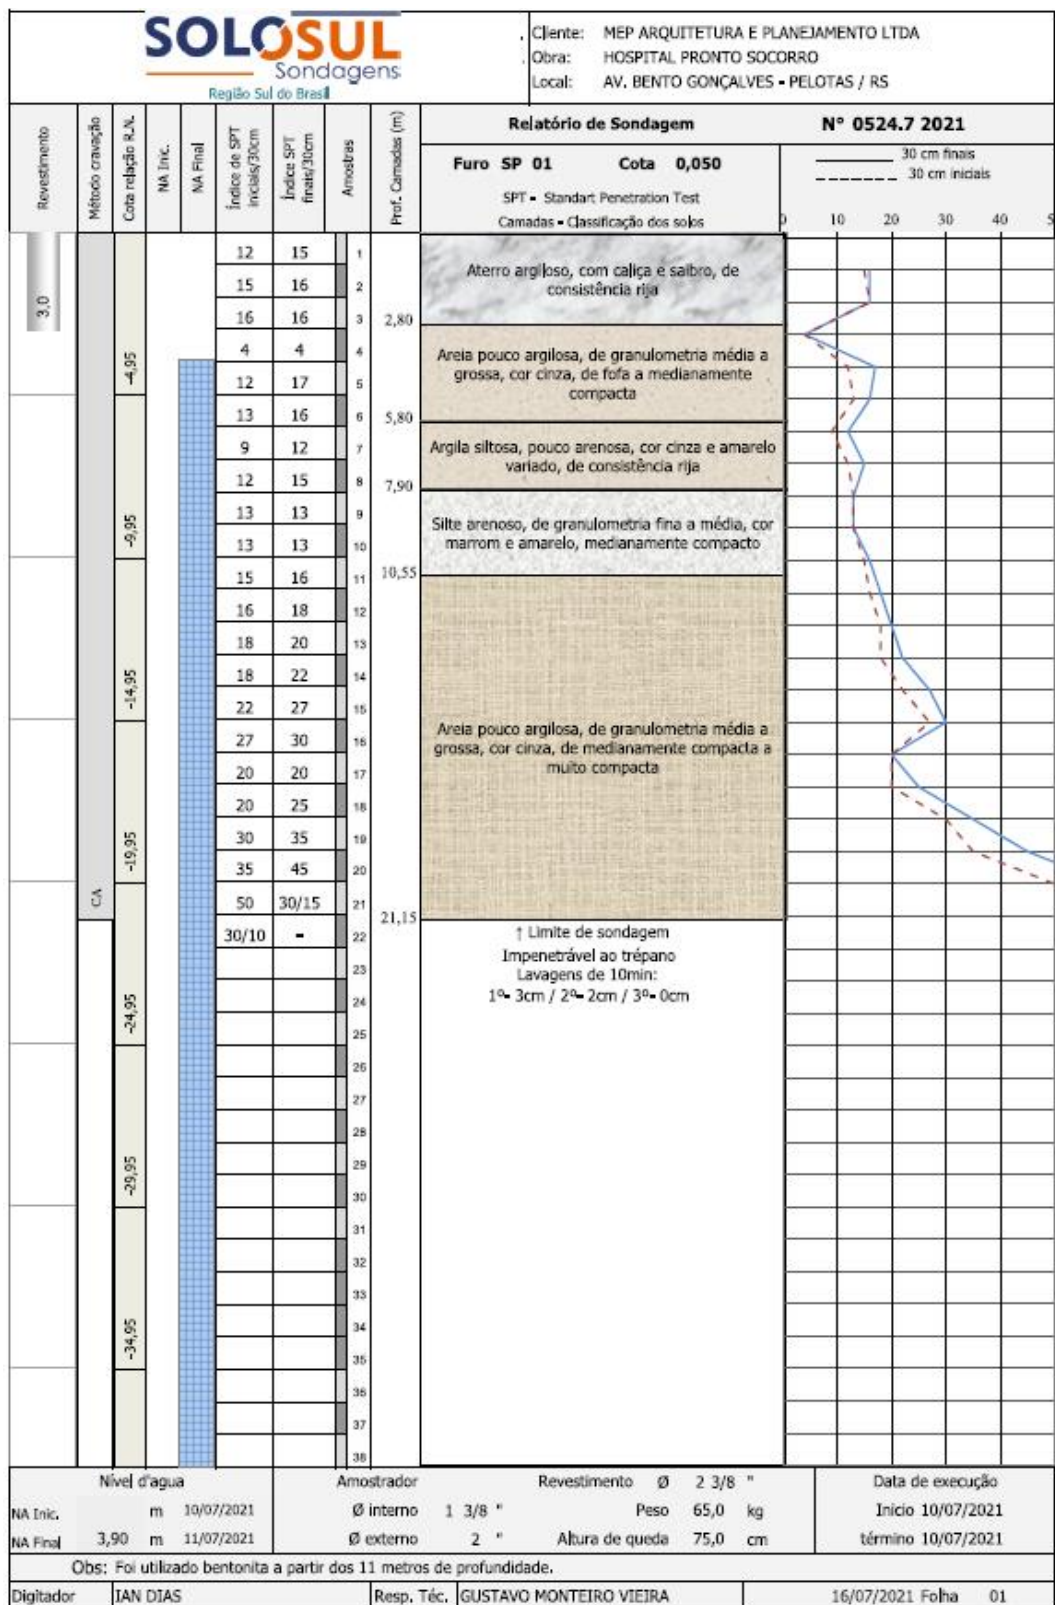 SOLOSUL
Sondagens
Região Sul do Brasil
Cliente: MEP ARQUITETURA E PLANEJAMENTO LTDA
Obra: HOSPITAL PRONTO SOCORRO
Local: AV. BENTO GONÇALVES - PELOTAS / RS
Revestimento
Método cravação
Cota relação R.N.
NA Inic.
NA Final
Índice de SPT iniciais/30cm
Índice SPT finais/30cm
Amostras
Prof. Camadas (m)
Relatório de Sondagem
N° 0524.7 2021
Furo SP 01 Cota 0,050
SPT - Standart Penetration Test
Camadas - Classificação dos solos
30 cm finais
30 cm iniciais
0 10 20 30 40 5
3,0
CA
-4,95
-9,95
-14,95
-19,95
-24,95
-29,95
-34,95
12 15 1
15 16 2
16 16 3
4 4 4
12 17 5
13 16 6
9 12 7
12 15 8
13 13 9
13 13 10
15 16 11
16 18 12
18 20 13
18 22 14
22 27 15
27 30 16
20 20 17
20 25 18
30 35 19
35 45 20
50 30/15 21
30/10 - 22
23
24
25
26
27
28
29
30
31
32
33
34
35
36
37
38
2,80
5,80
7,90
10,55
21,15
Aterro argiloso, com caliça e saibro, de
consistência rija
Areia pouco argilosa, de granulometria média a
grossa, cor cinza, de fofa a medianamente
compacta
Argila siltosa, pouco arenosa, cor cinza e amarelo
variado, de consistência rija
Silte arenoso, de granulometria fina a média, cor
marrom e amarelo, medianamente compacto
Areia pouco argilosa, de granulometria média a
grossa, cor cinza, de medianamente compacta a
muito compacta
↑ Limite de sondagem
Impenetrável ao trépano
Lavagens de 10min:
1º- 3cm / 2º- 2cm / 3º- 0cm
Nível d'agua Amostrador Revestimento Ø 2 3/8 " Data de execução
NA Inic. m 10/07/2021 Ø interno 1 3/8 " Peso 65,0 kg Inicio 10/07/2021
NA Final 3,90 m 11/07/2021 Ø externo 2 " Altura de queda 75,0 cm término 10/07/2021
Obs: Foi utilizado bentonita a partir dos 11 metros de profundidade.
Digitador IAN DIAS Resp. Téc. GUSTAVO MONTEIRO VIEIRA 16/07/2021 Folha 01